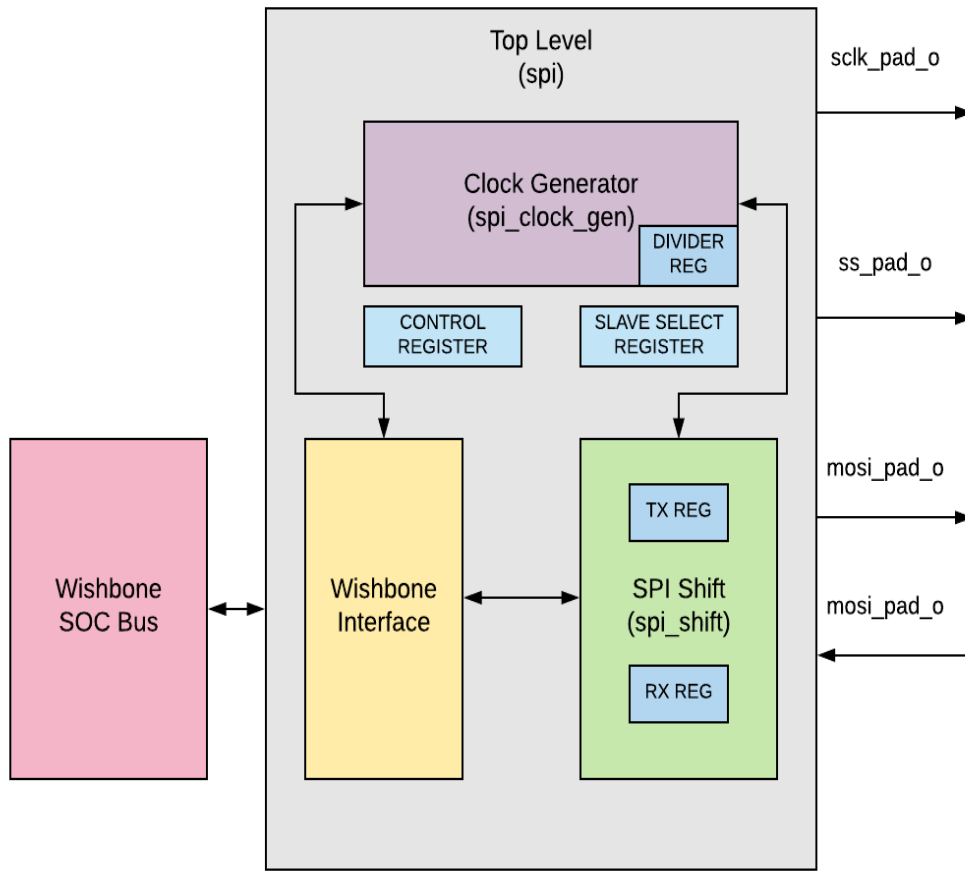 Top Level
(spi)
sclk_pad_o
Clock Generator
(spi_clock_gen)
DIVIDER
REG
ss_pad_o
CONTROL
REGISTER
SLAVE SELECT
REGISTER
mosi_pad_o
TX REG
Wishbone
SOC Bus
Wishbone
Interface
SPI Shift
(spi_shift)
mosi_pad_o
RX REG